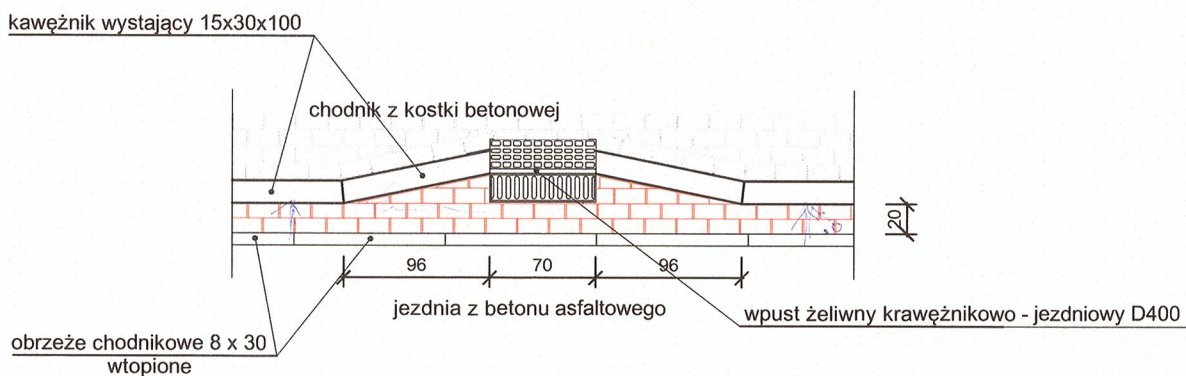 kawężnik wystający 15x30x100
chodnik z kostki betonowej
20
96 70 96
jezdnia z betonu asfaltowego
wpust żeliwny krawężnikowo - jezdniowy D400
obrzeże chodnikowe 8 x 30
wtopione